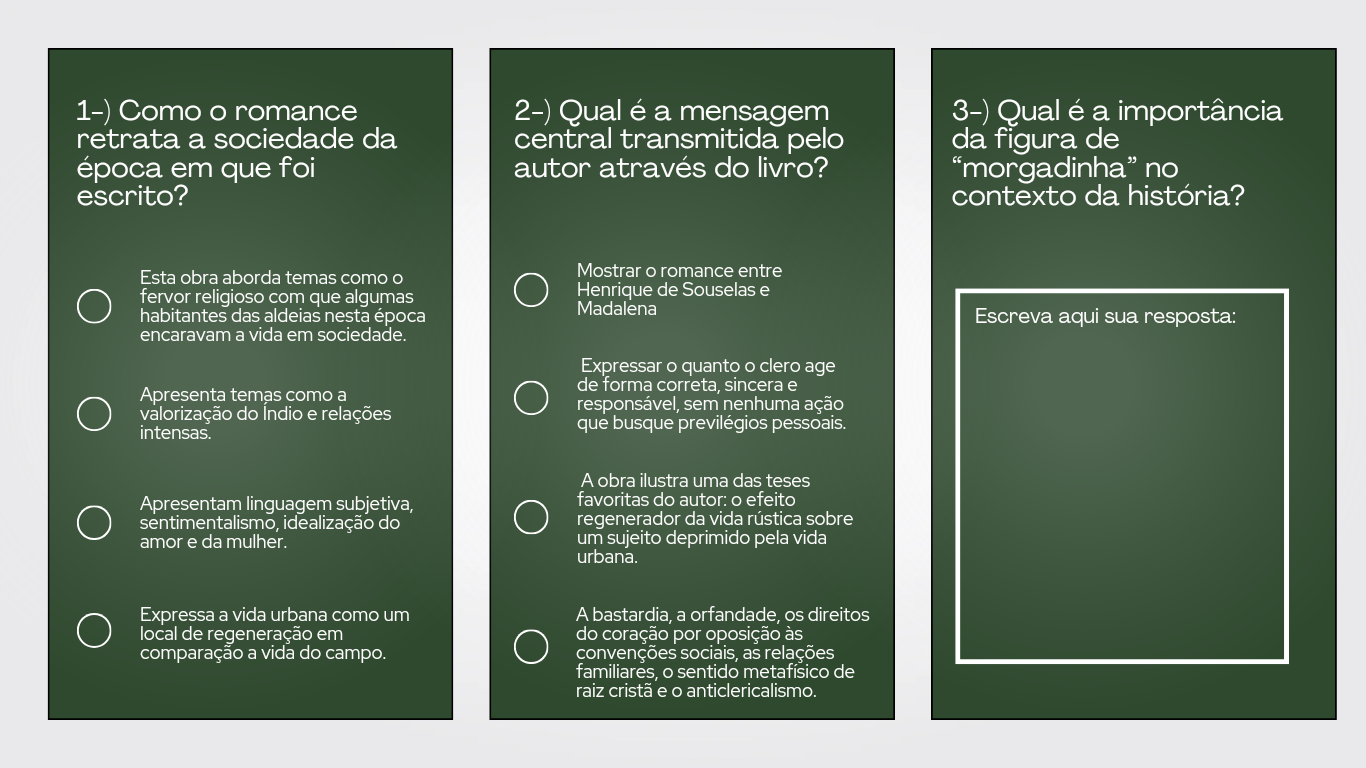 1-) Como o romance
retrata a sociedade da
época em que foi
escrito?
Esta obra aborda temas como o
fervor religioso com que algumas
habitantes das aldeias nesta época
encaravam a vida em sociedade.
Apresenta temas como a
valorização do Índio e relações
intensas.
Apresentam linguagem subjetiva,
sentimentalismo, idealização do
amor e da mulher.
Expressa a vida urbana como um
local de regeneração em
comparação a vida do campo.
2-) Qual é a mensagem
central transmitida pelo
autor através do livro?
Mostrar o romance entre
Henrique de Souselas e
Madalena
Expressar o quanto o clero age
de forma correta, sincera e
responsável, sem nenhuma ação
que busque previlégios pessoais.
A obra ilustra uma das teses
favoritas do autor: o efeito
regenerador da vida rústica sobre
um sujeito deprimido pela vida
urbana.
A bastardia, a orfandade, os direitos
do coração por oposição às
convenções sociais, as relações
familiares, o sentido metafísico de
raiz cristã e o anticlericalismo.
3-) Qual é a importância
da figura de
“morgadinha” no
contexto da história?
Escreva aqui sua resposta: